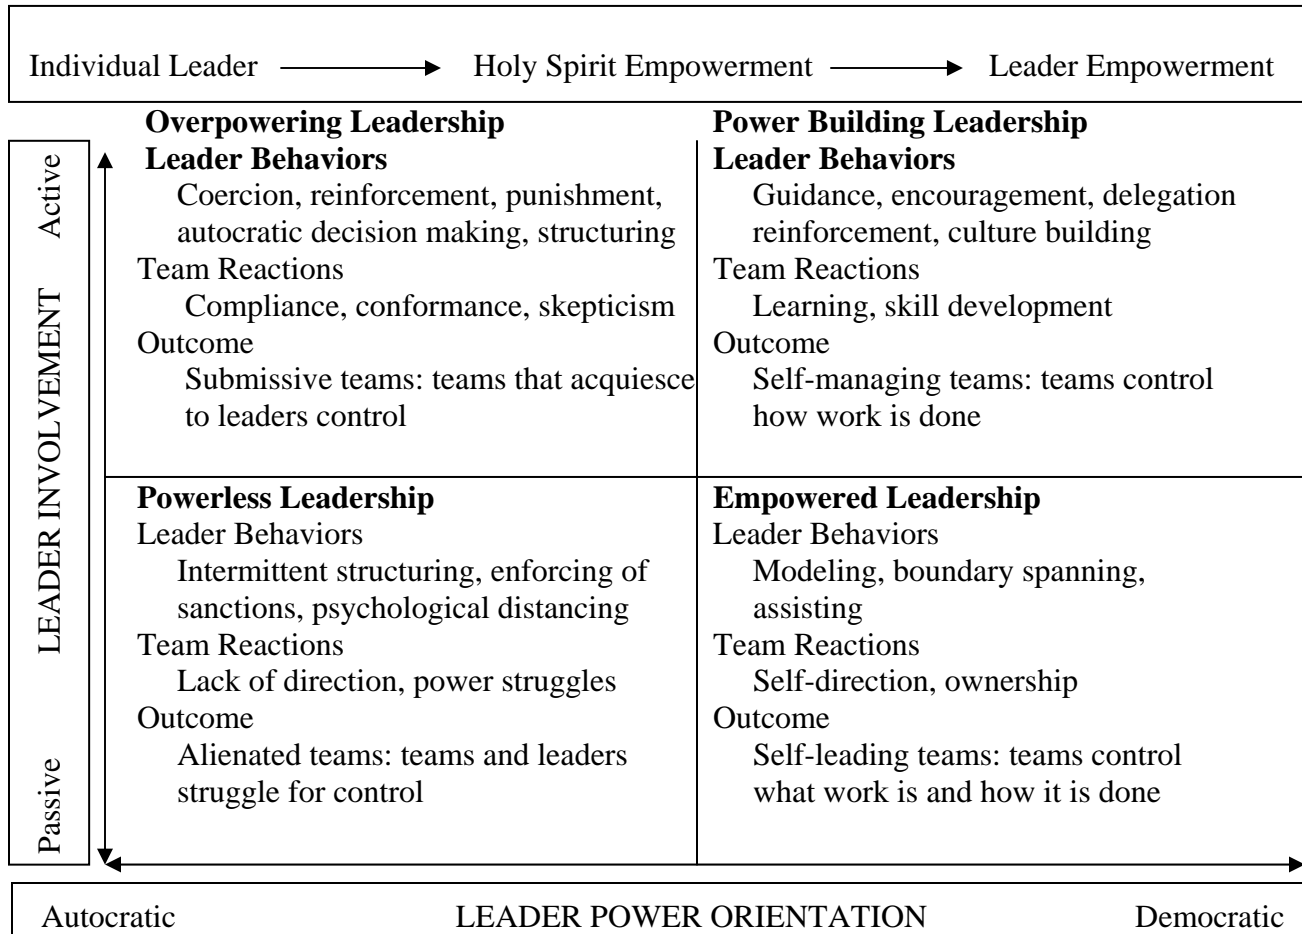 Individual Leader Holy Spirit Empowerment Leader Empowerment
Overpowering Leadership
Leader Behaviors
Coercion, reinforcement, punishment,
autocratic decision making, structuring
Team Reactions
Compliance, conformance, skepticism
Outcome
Submissive teams: teams that acquiesce
to leaders control
Power Building Leadership
Leader Behaviors
Guidance, encouragement, delegation
reinforcement, culture building
Team Reactions
Learning, skill development
Outcome
Self-managing teams: teams control
how work is done
Powerless Leadership
Leader Behaviors
Intermittent structuring, enforcing of
sanctions, psychological distancing
Team Reactions
Lack of direction, power struggles
Outcome
Alienated teams: teams and leaders
struggle for control
Empowered Leadership
Leader Behaviors
Modeling, boundary spanning,
assisting
Team Reactions
Self-direction, ownership
Outcome
Self-leading teams: teams control
what work is and how it is done
Passive LEADER INVOLVEMENT Active
Autocratic LEADER POWER ORIENTATION Democratic